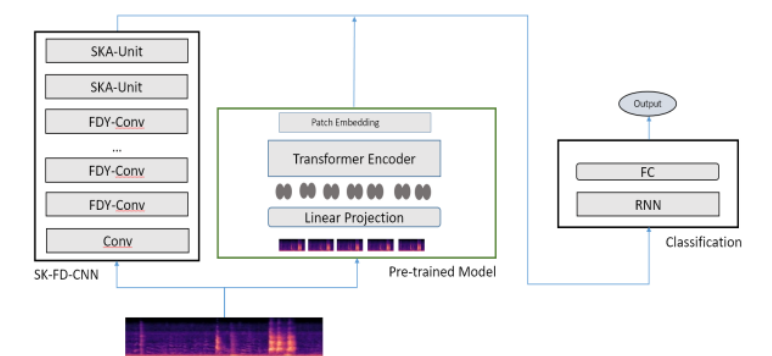 SKA-Unit
SKA-Unit
FDY-Conv
...
FDY-Conv
FDY-Conv
Conv
SK-FD-CNN
Patch Embedding
Transformer Encoder
Linear Projection
Pre-trained Model
Output
FC
RNN
Classification